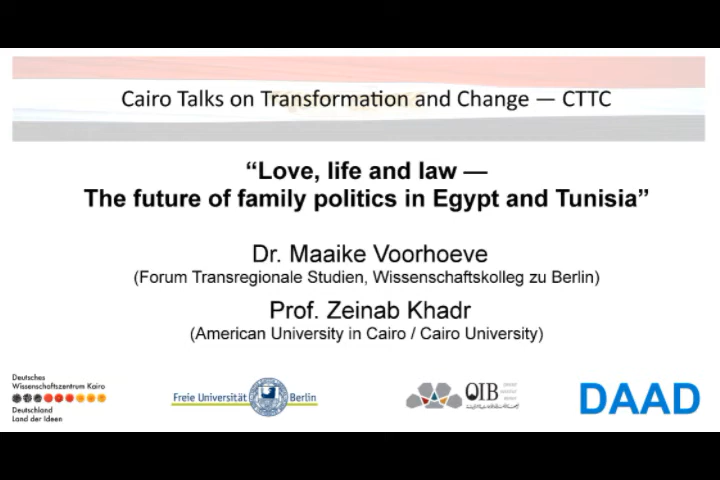 Cairo Talks on Transformation and Change — CTTC
“Love, life and law —
The future of family politics in Egypt and Tunisia”
Dr. Maaike Voorhoeve
(Forum Transregionale Studien, Wissenschaftskolleg zu Berlin)
Prof. Zeinab Khadr
(American University in Cairo / Cairo University)
Deutsches
Wissenschaftszentrum Kairo
Deutschland
Land der Ideen
Freie Universität Berlin
OIB
DAAD